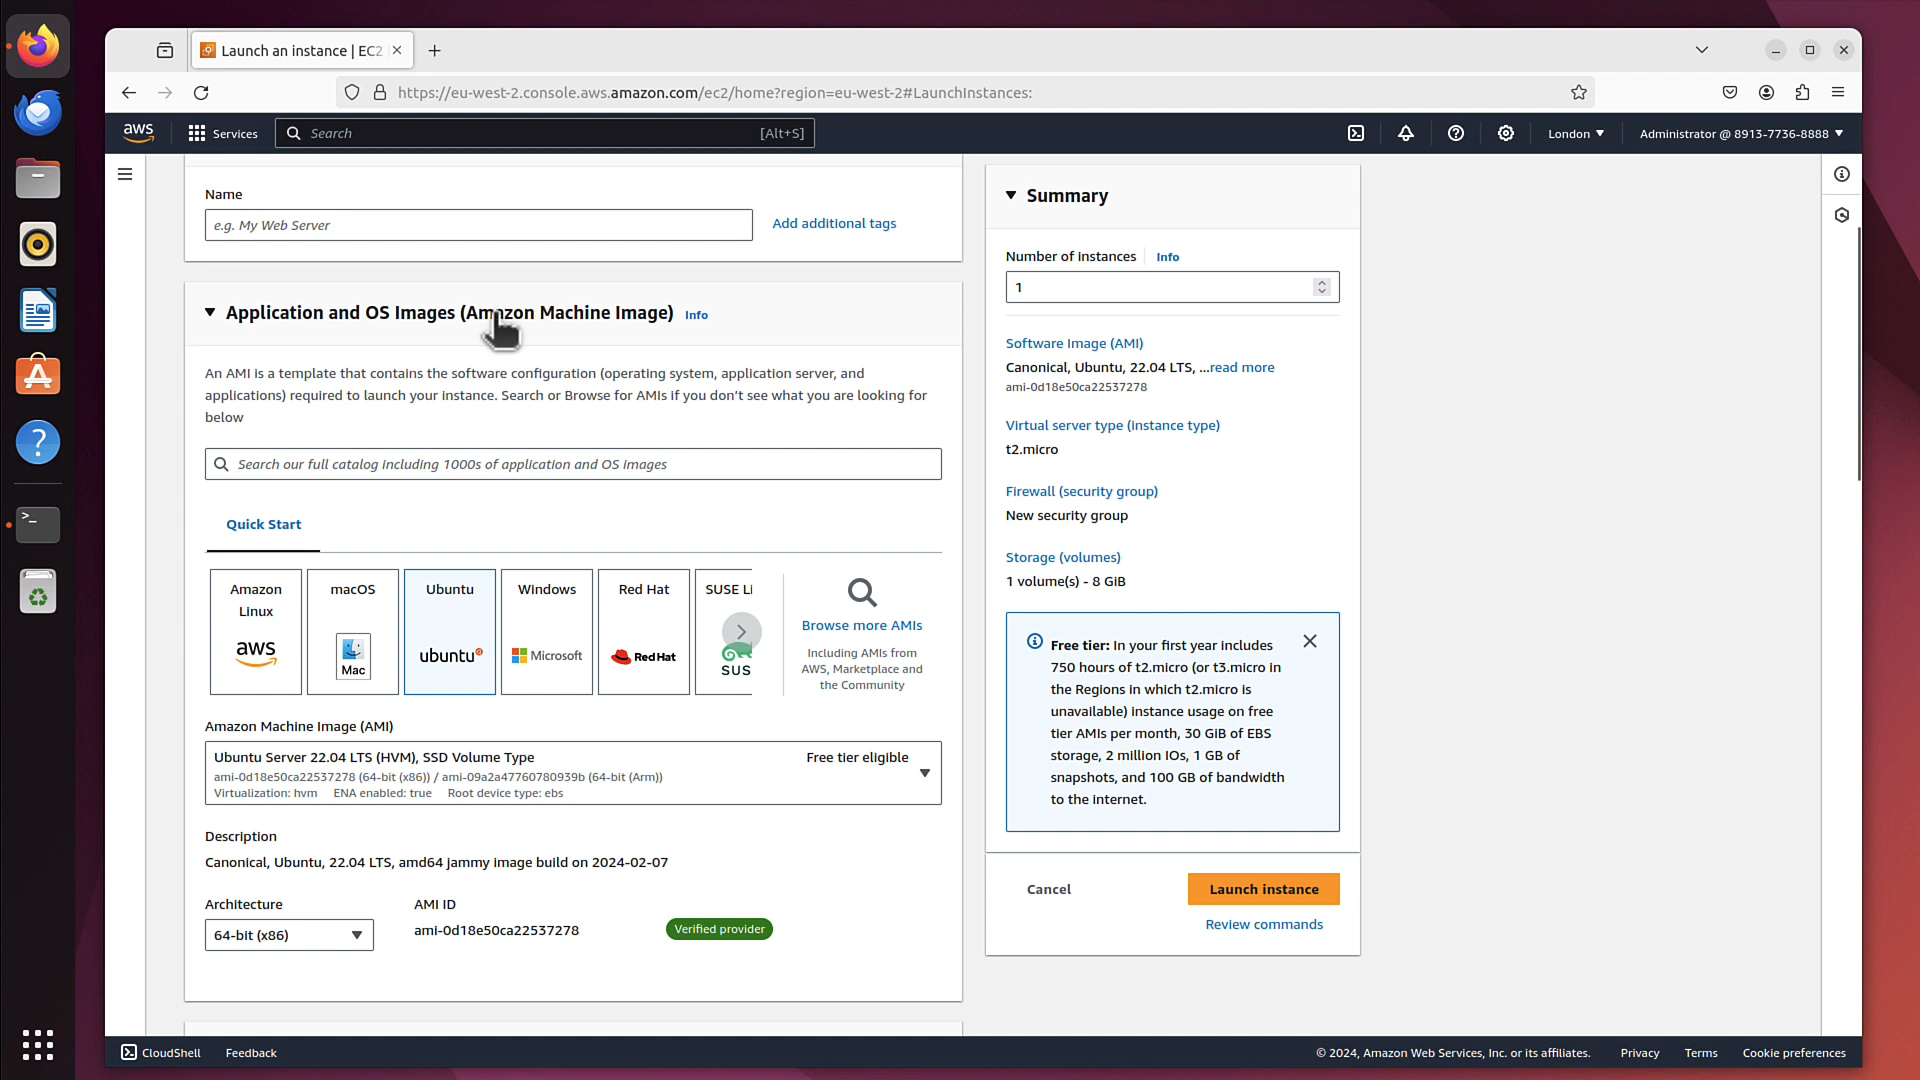 Launch an instance | EC2
https://eu-west-2.console.aws.amazon.com/ec2/home?region=eu-west-2#LaunchInstances:
aws
Services
Search
[Alt+S]
London
Administrator @ 8913-7736-8888
Name
e.g. My Web Server
Add additional tags
Application and OS Images (Amazon Machine Image)
Info
An AMI is a template that contains the software configuration (operating system, application server, and
applications) required to launch your instance. Search or Browse for AMIs if you don't see what you are looking for
below
Search our full catalog including 1000s of application and OS images
Quick Start
Amazon
Linux
aws
macOS
Mac
Ubuntu
ubuntu
Windows
Microsoft
Red Hat
RedHat
SUSE LI
SUS
Browse more AMIs
Including AMIs from
AWS, Marketplace and
the Community
Amazon Machine Image (AMI)
Ubuntu Server 22.04 LTS (HVM), SSD Volume Type
Free tier eligible
ami-0d18e50ca22537278 (64-bit (x86)) / ami-09a2a47760780939b (64-bit (Arm))
Virtualization: hvm ENA enabled: true Root device type: ebs
Description
Canonical, Ubuntu, 22.04 LTS, amd64 jammy image build on 2024-02-07
Architecture
64-bit (x86)
AMI ID
ami-0d18e50ca22537278
Verified provider
Summary
Number of instances
Info
1
Software Image (AMI)
Canonical, Ubuntu, 22.04 LTS, ...read more
ami-0d18e50ca22537278
Virtual server type (instance type)
t2.micro
Firewall (security group)
New security group
Storage (volumes)
1 volume(s) - 8 GiB
Free tier: In your first year includes
750 hours of t2.micro (or t3.micro in
the Regions in which t2.micro is
unavailable) instance usage on free
tier AMIs per month, 30 GiB of EBS
storage, 2 million IOs, 1 GB of
snapshots, and 100 GB of bandwidth
to the internet.
Cancel
Launch instance
Review commands
CloudShell
Feedback
© 2024, Amazon Web Services, Inc. or its affiliates.
Privacy
Terms
Cookie preferences